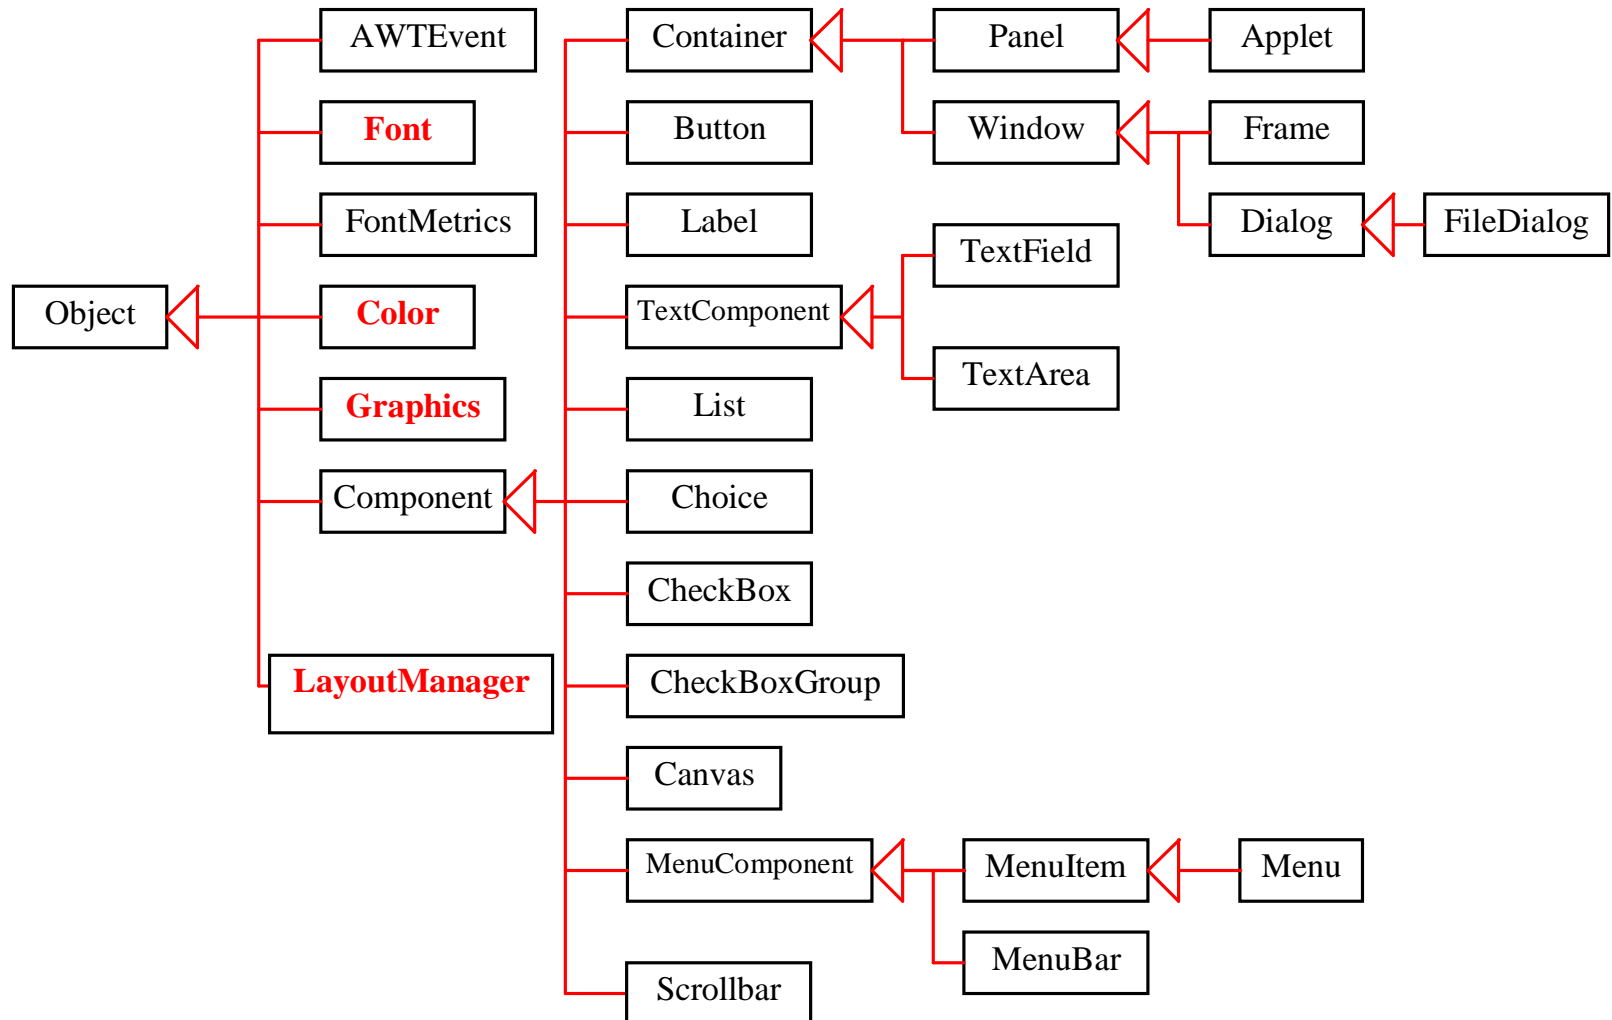 AWTEvent
Container
Panel
Applet
Font
Button
Window
Frame
FontMetrics
Label
TextField
Dialog
FileDialog
Object
Color
TextComponent
TextArea
Graphics
List
Component
Choice
CheckBox
LayoutManager
CheckBoxGroup
Canvas
MenuComponent
MenuItem
Menu
MenuBar
Scrollbar